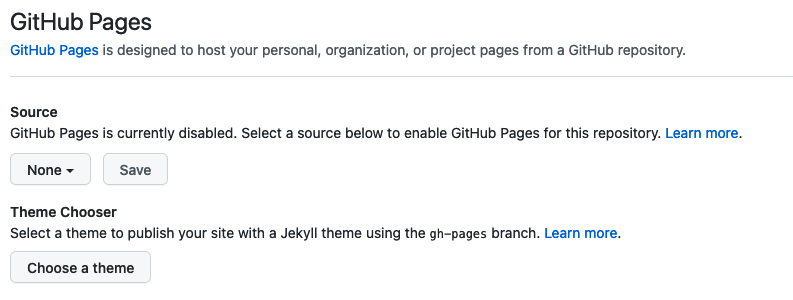 GitHub Pages
GitHub Pages is designed to host your personal, organization, or project pages from a GitHub repository.
Source
GitHub Pages is currently disabled. Select a source below to enable GitHub Pages for this repository. Learn more.
None Save
Theme Chooser
Select a theme to publish your site with a Jekyll theme using the gh-pages branch. Learn more.
Choose a theme